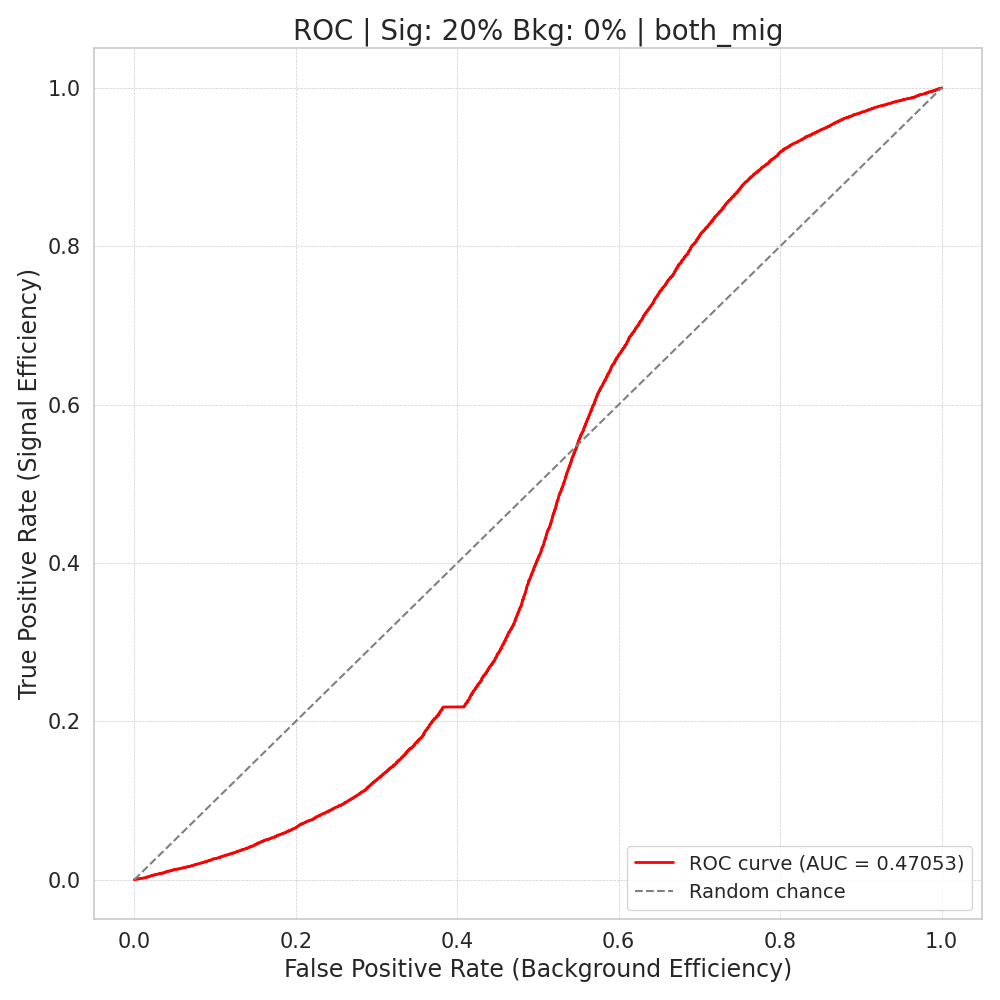 ROC | Sig: 20% Bkg: 0% | both_mig
True Positive Rate (Signal Efficiency)
1.0
0.8
0.6
0.4
0.2
0.0
ROC curve (AUC = 0.47053)
Random chance
0.0 0.2 0.4 0.6 0.8 1.0
False Positive Rate (Background Efficiency)